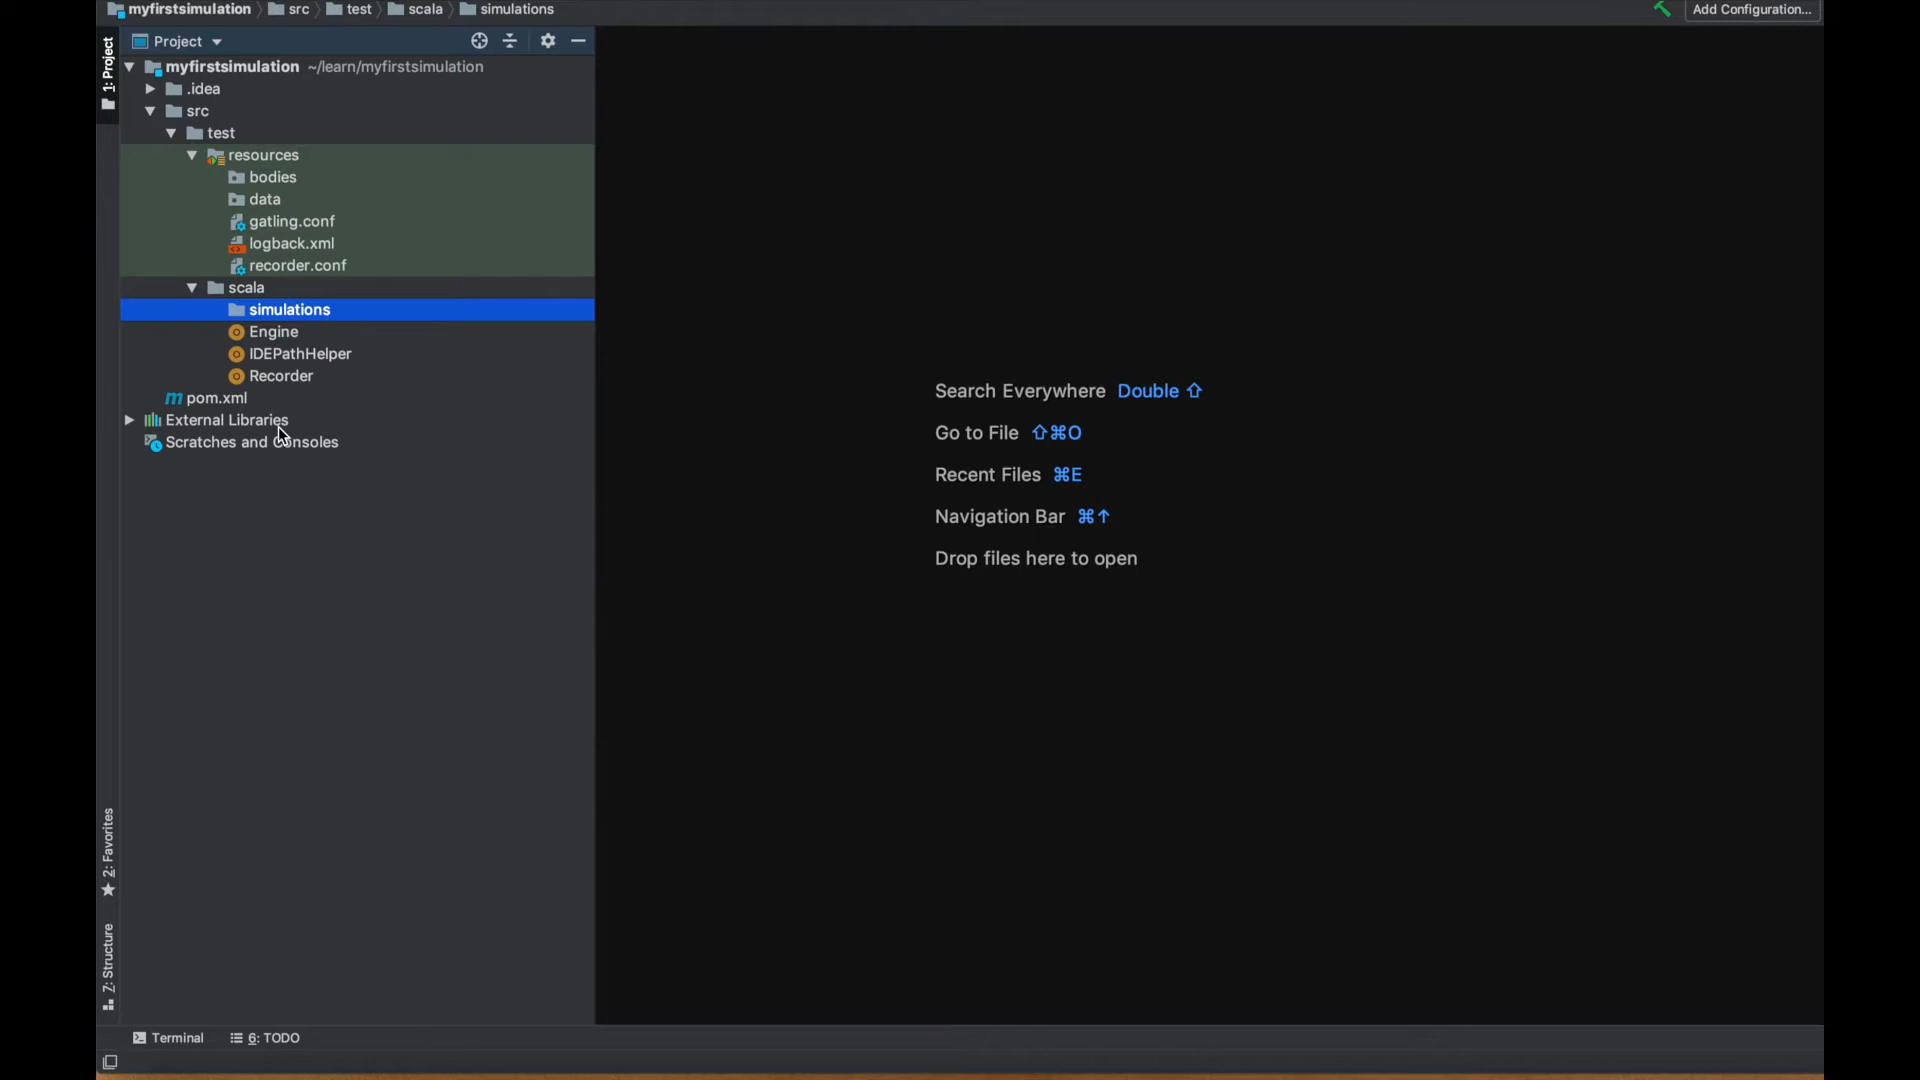 myfirstsimulation src test scala simulations Add Configuration...
1: Project
Project
myfirstsimulation ~/learn/myfirstsimulation
.idea
src
test
resources
bodies
data
gatling.conf
logback.xml
recorder.conf
scala
simulations
Engine
IDEPathHelper
Recorder
pom.xml
External Libraries
Scratches and Consoles
Search Everywhere Double ⇧
Go to File ⇧⌘O
Recent Files ⌘E
Navigation Bar ⌘↑
Drop files here to open
2: Favorites
Z: Structure
Terminal 6: TODO